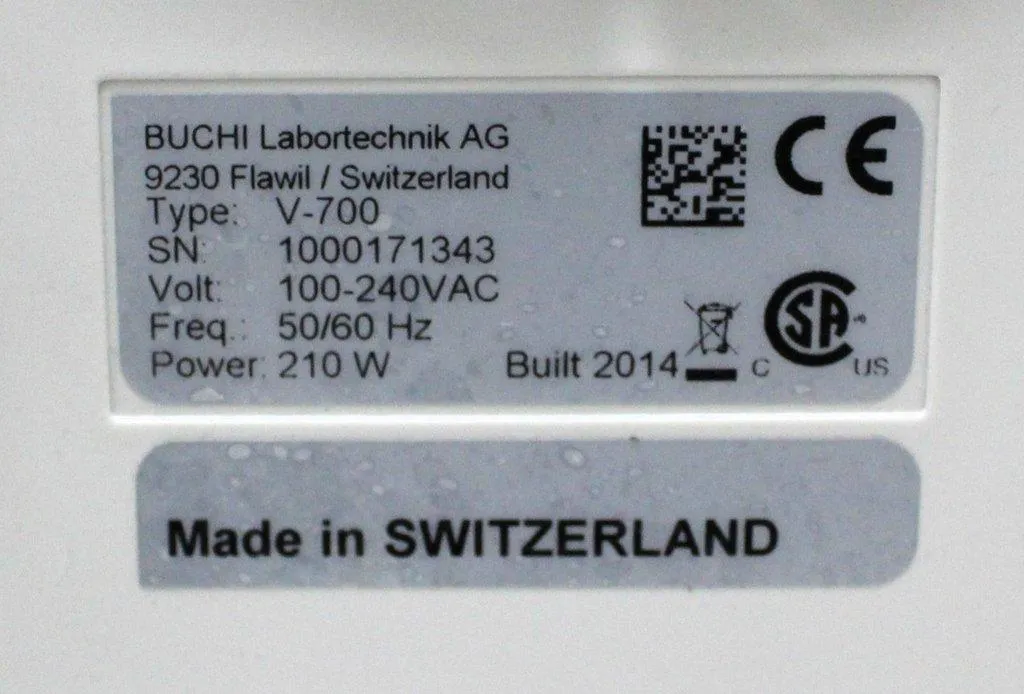 BUCHI Labortechnik AG
9230 Flawil / Switzerland
Type: V-700
SN: 1000171343
Volt: 100-240VAC
Freq.: 50/60 Hz
Power: 210 W
Built 2014
CE
C SA US
Made in SWITZERLAND